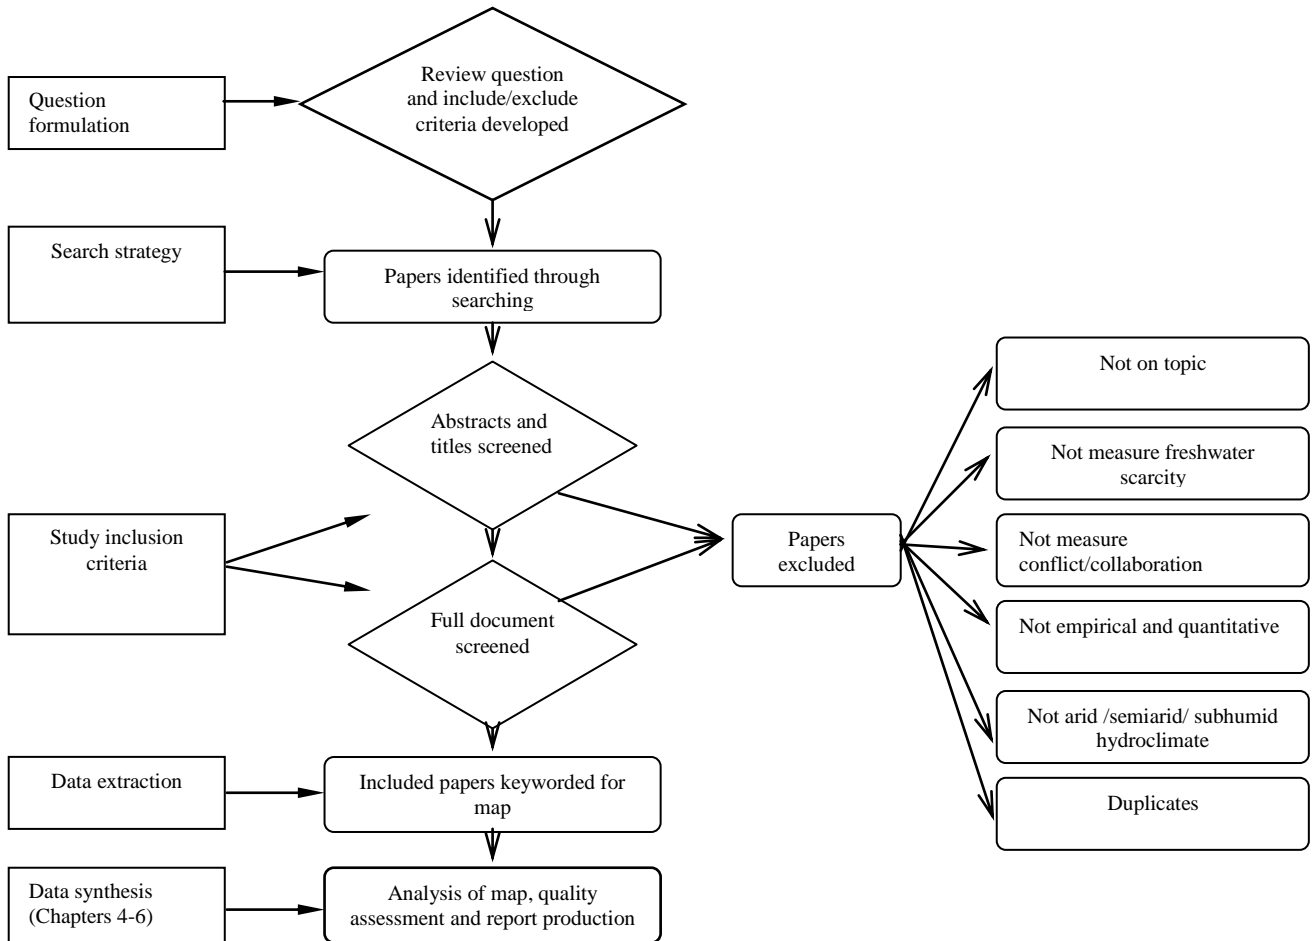 Question
formulation
Review question
and include/exclude
criteria developed
Search strategy
Papers identified through
searching
Abstracts and
titles screened
Study inclusion
criteria
Full document
screened
Papers
excluded
Not on topic
Not measure freshwater
scarcity
Not measure
conflict/collaboration
Not empirical and quantitative
Not arid /semiarid/ subhumid
hydroclimate
Duplicates
Data extraction
Included papers keyworded for
map
Data synthesis
(Chapters 4-6)
Analysis of map, quality
assessment and report production